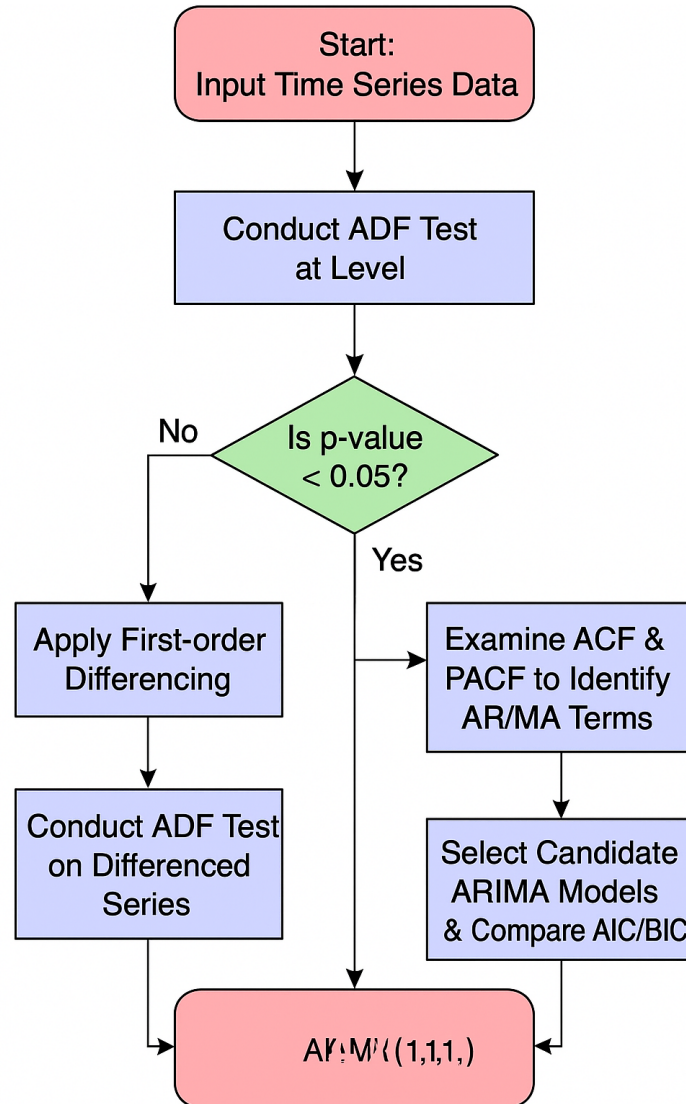 Start:
Input Time Series Data
Conduct ADF Test
at Level
Is p-value
< 0.05?
No
Yes
Apply First-order
Differencing
Examine ACF &
PACF to Identify
AR/MA Terms
Conduct ADF Test
on Differenced
Series
Select Candidate
ARIMA Models
& Compare AIC/BIC
(1,1,1,)